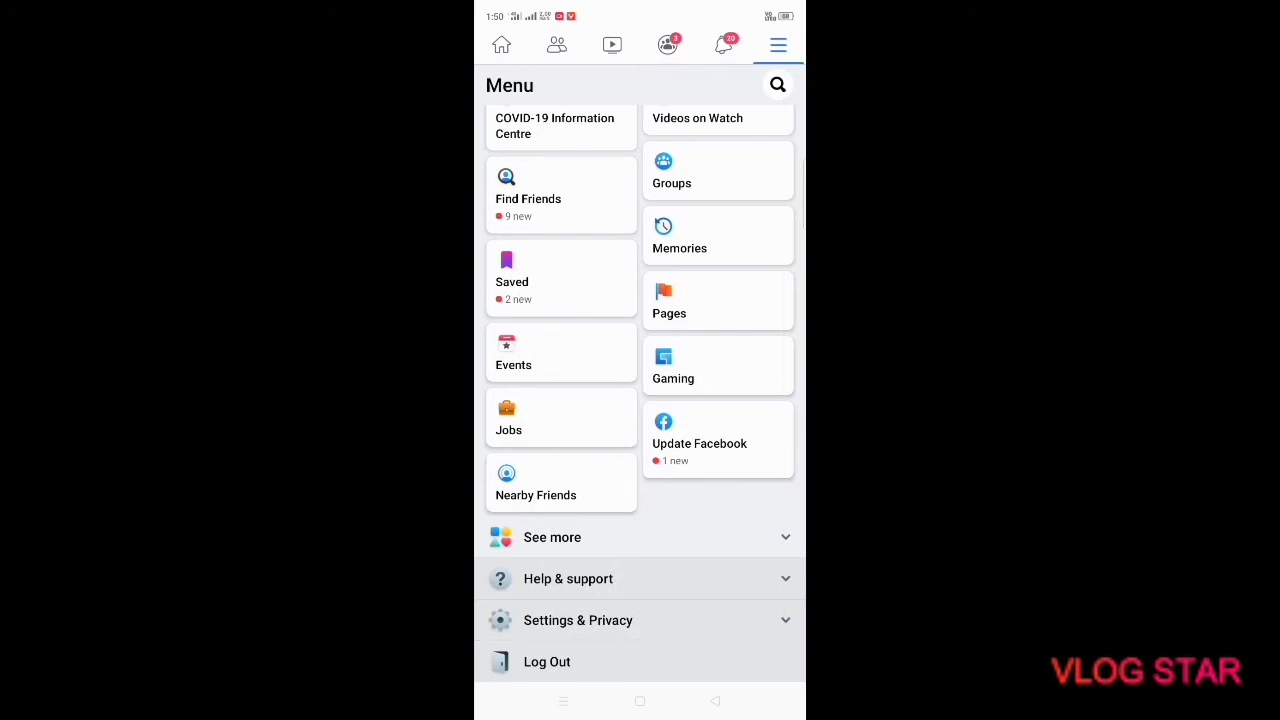 1:50
3
20
Menu
COVID-19 Information
Centre
Find Friends
9 new
Saved
2 new
Events
Jobs
Nearby Friends
Videos on Watch
Groups
Memories
Pages
Gaming
Update Facebook
1 new
See more
Help & support
Settings & Privacy
Log Out
VLOG STAR